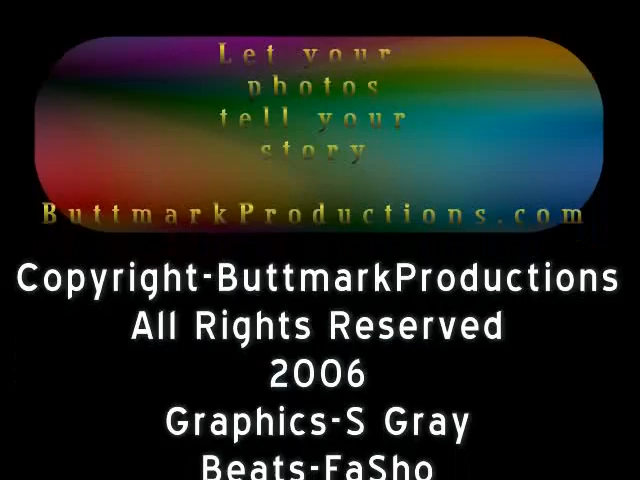 Let your
photos
tell your
story
ButtmarkProductions.com
Copyright-ButtmarkProductions
All Rights Reserved
2006
Graphics-S Gray
Beats-FaSho